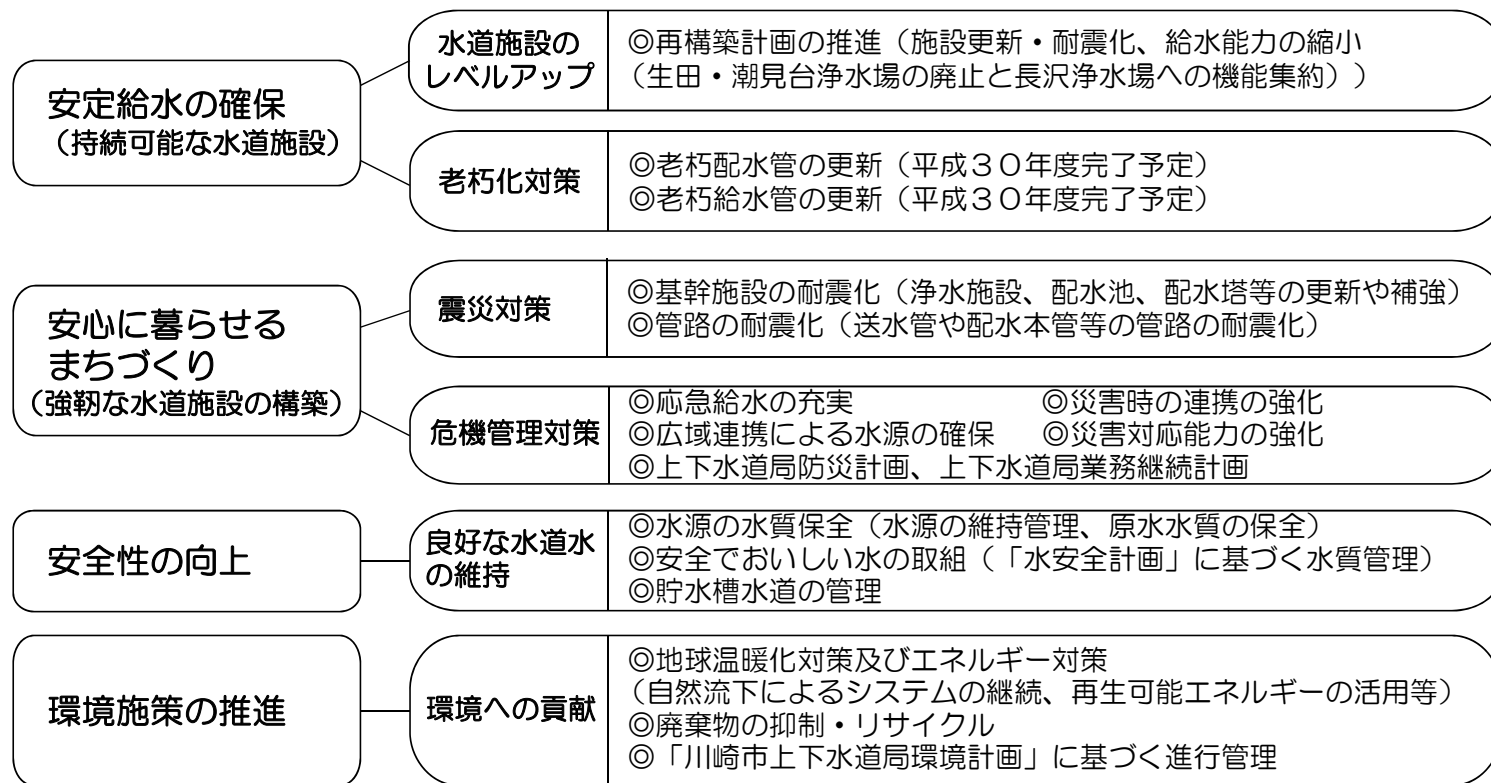 安定給水の確保
（持続可能な水道施設）
水道施設の
レベルアップ
◎再構築計画の推進（施設更新・耐震化、給水能力の縮小
（生田・潮見台浄水場の廃止と長沢浄水場への機能集約））
老朽化対策
◎老朽配水管の更新（平成３０年度完了予定）
◎老朽給水管の更新（平成３０年度完了予定）
安心に暮らせる
まちづくり
（強靭な水道施設の構築）
震災対策
◎基幹施設の耐震化（浄水施設、配水池、配水塔等の更新や補強）
◎管路の耐震化（送水管や配水本管等の管路の耐震化）
危機管理対策
◎応急給水の充実　◎災害時の連携の強化
◎広域連携による水源の確保　◎災害対応能力の強化
◎上下水道局防災計画、上下水道局業務継続計画
安全性の向上
良好な水道水
の維持
◎水源の水質保全（水源の維持管理、原水水質の保全）
◎安全でおいしい水の取組（「水安全計画」に基づく水質管理）
◎貯水槽水道の管理
環境施策の推進
環境への貢献
◎地球温暖化対策及びエネルギー対策
（自然流下によるシステムの継続、再生可能エネルギーの活用等）
◎廃棄物の抑制・リサイクル
◎「川崎市上下水道局環境計画」に基づく進行管理